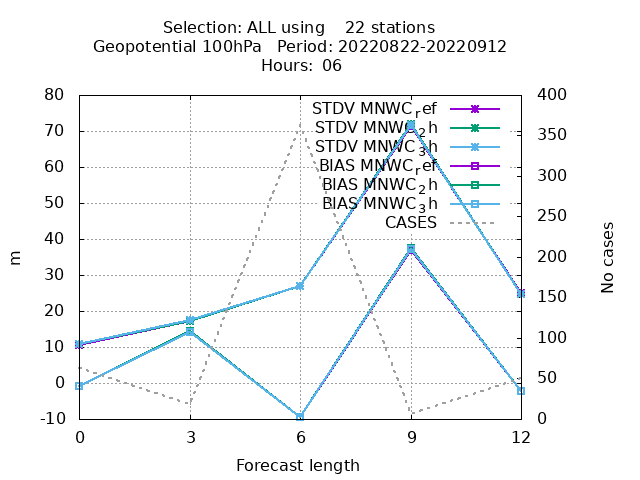 Selection: ALL using    22 stations
Geopotential 100hPa   Period: 20220822-20220912
Hours: 06
80
70
60
50
40
30
20
10
0
-10
400
350
300
250
200
150
100
50
0
STDV MNWC_ref
STDV MNWC_2h
STDV MNWC_3h
BIAS MNWC_ref
BIAS MNWC_2h
BIAS MNWC_3h
CASES
m
No cases
0 3 6 9 12
Forecast length